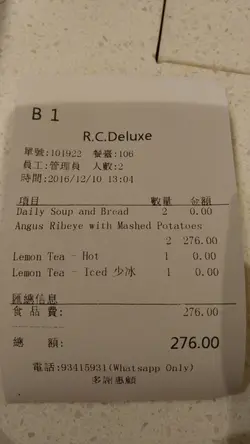 B 1
R.C.Deluxe
單號:101922 餐臺:106
員工:管理員 人數:2
時間:2016/12/10 13:04
項目 數量 金額
Daily Soup and Bread 2 0.00
Angus Ribeye with Mashed Potatoes
2 276.00
Lemon Tea - Hot 1 0.00
Lemon Tea - Iced 少冰 1 0.00
匯總信息
食 品 費: 276.00
總 額: 276.00
電話:93415931(Whatsapp Only)
多謝惠顧